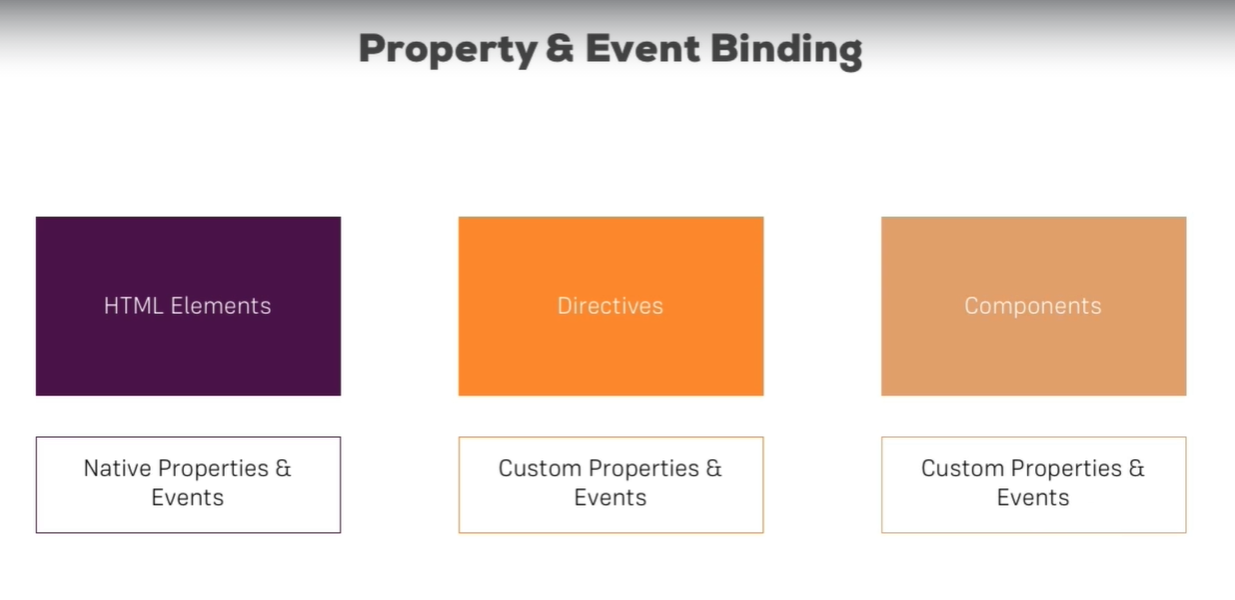 Property & Event Binding
HTML Elements
Directives
Components
Native Properties &
Events
Custom Properties &
Events
Custom Properties &
Events